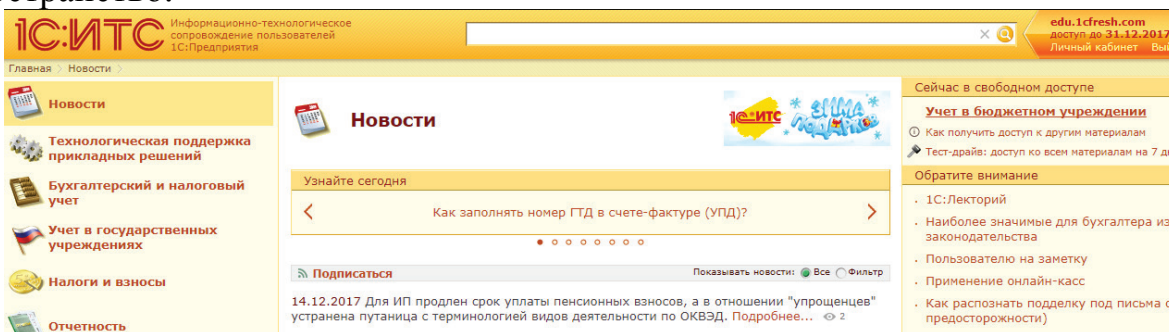 1С:ИТС
Информационно-технологическое
сопровождение пользователей
1С:Предприятия
edu.1cfresh.com
доступ до 31.12.2017
Личный кабинет
Главная > Новости >
Новости
Технологическая поддержка
прикладных решений
Бухгалтерский и налоговый
учет
Учет в государственных
учреждениях
Налоги и взносы
Отчетность
Новости
1С:ИТС
ЗИМА
ПОДАРКОВ
Узнайте сегодня
Как заполнять номер ГТД в счете-фактуре (УПД)?
Подписаться
Показывать новости: Все Фильтр
14.12.2017 Для ИП продлен срок уплаты пенсионных взносов, а в отношении "упрощенцев"
устранена путаница с терминологией видов деятельности по ОКВЭД. Подробнее... 2
Сейчас в свободном доступе
Учет в бюджетном учреждении
Как получить доступ к другим материалам
Тест-драйв: доступ ко всем материалам на 7
Обратите внимание
1С:Лекторий
Наиболее значимые для бухгалтера
законодательства
Пользователю на заметку
Применение онлайн-касс
Как распознать подделку под письма
предосторожности)